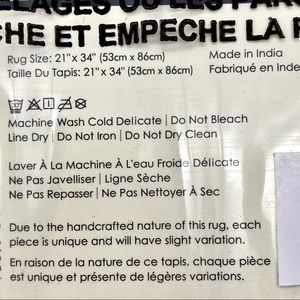 CHE ET EMPECHE LA
Rug Size: 21" x 34" (53cm x 86cm) Made in India
Taille Du Tapis: 21" x 34" (53cm x 86cm) Fabriqué en Inde
Machine Wash Cold Delicate | Do Not Bleach
Line Dry | Do Not Iron | Do Not Dry Clean
Laver À La Machine À L'eau Froide Délicate
Ne Pas Javelliser | Ligne Sèche
Ne Pas Repasser | Ne Pas Nettoyer À Sec
Due to the handcrafted nature of this rug, each
piece is unique and will have slight variation.
En raison de la nature de ce tapis, chaque pièce
est unique et présente de légères variations.